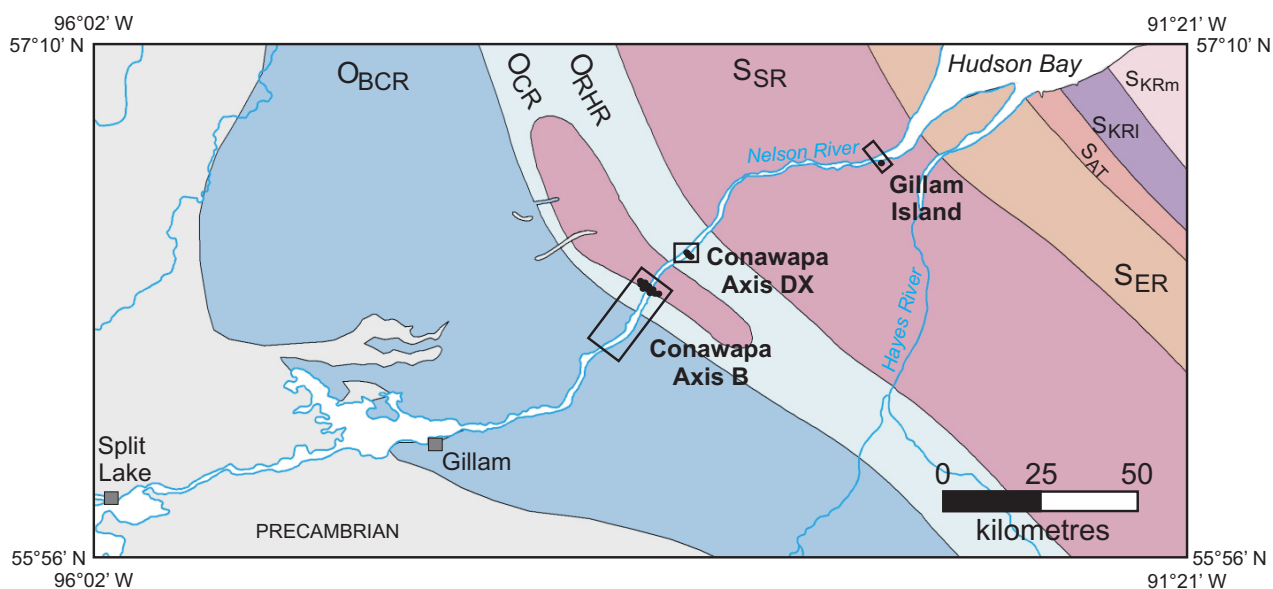 96°02’ W
91°21’ W
57°10’ N
57°10’ N
OBCR
OCR
ORHR
SSR
Hudson Bay
SKRm
SKRl
SAT
SER
Nelson River
Gillam
Island
Hayes River
Conawapa
Axis DX
Conawapa
Axis B
Split
Lake
Gillam
PRECAMBRIAN
0 25 50
kilometres
55°56’ N
55°56’ N
96°02’ W
91°21’ W